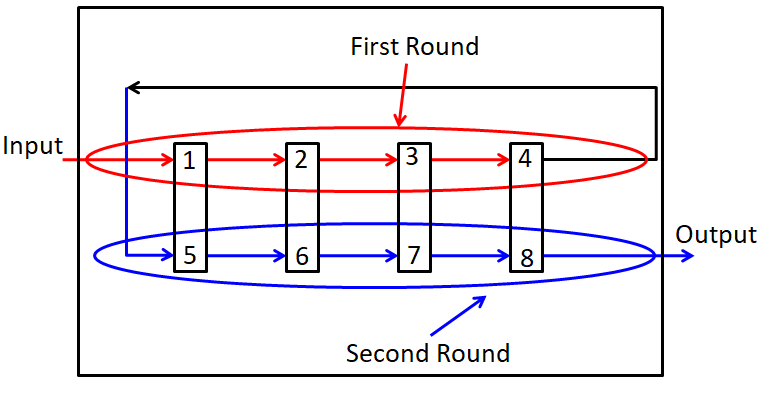 First Round
Input
1 2 3 4
5 6 7 8
Output
Second Round